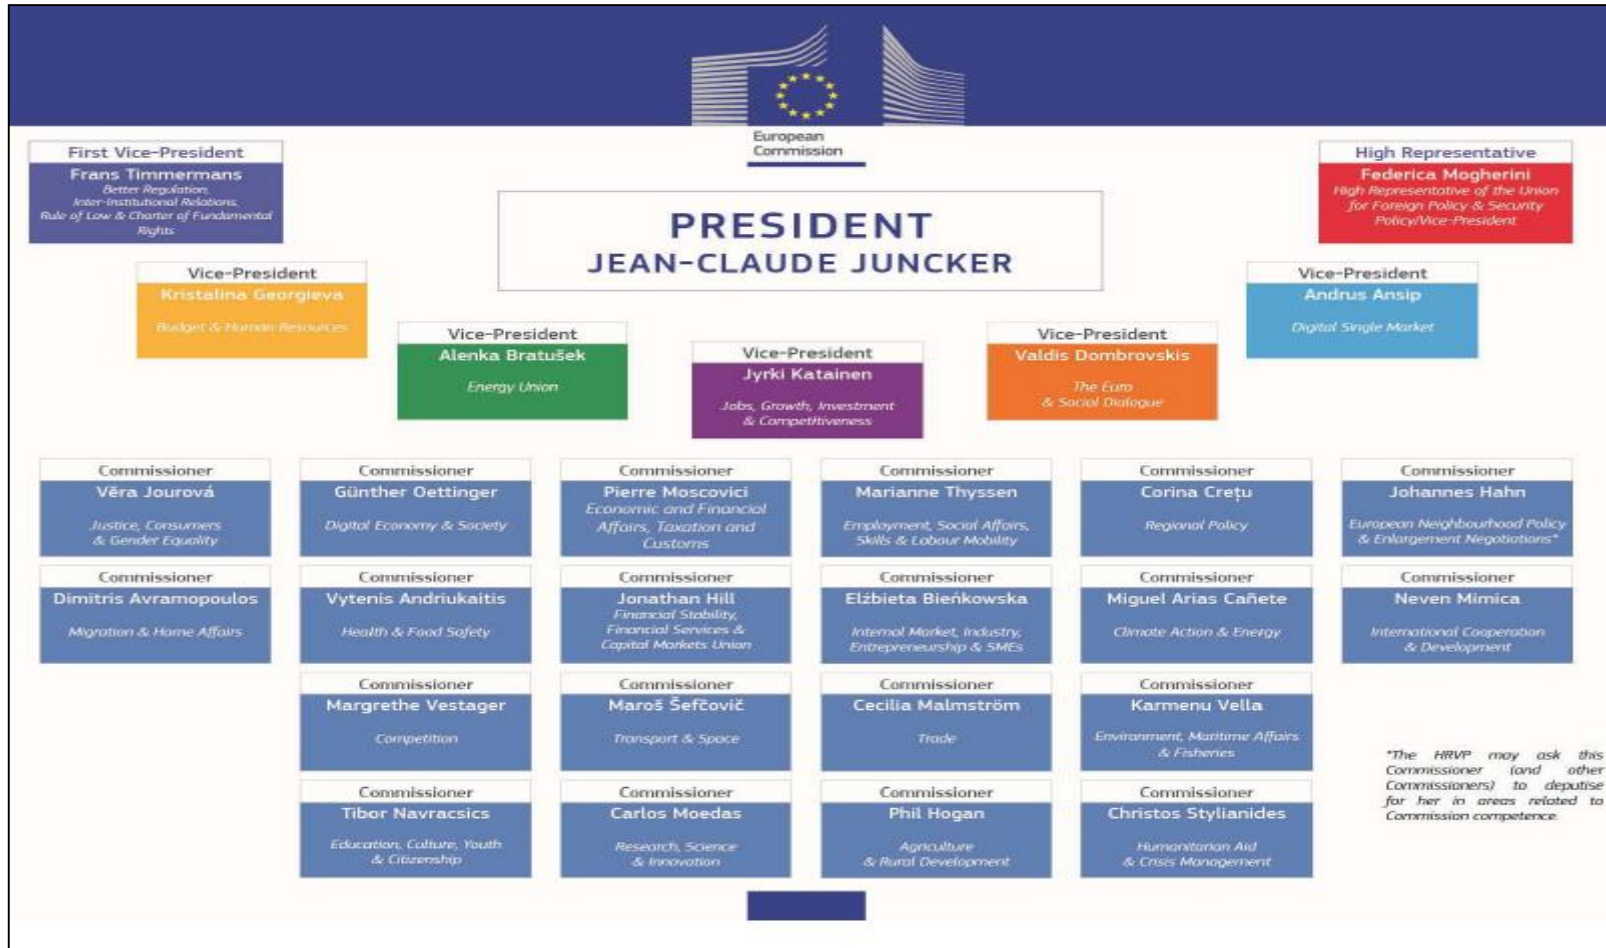 European
Commission
First Vice-President
Frans Timmermans
Better Regulation,
Inter-Institutional Relations,
Rule of Law & Charter of Fundamental
Rights
High Representative
Federica Mogherini
High Representative of the Union
for Foreign Policy & Security
Policy/Vice-President
PRESIDENT
JEAN-CLAUDE JUNCKER
Vice-President
Kristalina Georgieva
Budget & Human Resources
Vice-President
Andrus Ansip
Digital Single Market
Vice-President
Alenka Bratušek
Energy Union
Vice-President
Jyrki Katainen
Jobs, Growth, Investment
& Competitiveness
Vice-President
Valdis Dombrovskis
The Euro
& Social Dialogue
Commissioner
Věra Jourová
Justice, Consumers
& Gender Equality
Commissioner
Günther Oettinger
Digital Economy & Society
Commissioner
Pierre Moscovici
Economic and Financial
Affairs, Taxation and
Customs
Commissioner
Marianne Thyssen
Employment, Social Affairs,
Skills & Labour Mobility
Commissioner
Corina Crețu
Regional Policy
Commissioner
Johannes Hahn
European Neighbourhood Policy
& Enlargement Negotiations*
Commissioner
Dimitris Avramopoulos
Migration & Home Affairs
Commissioner
Vytenis Andriukaitis
Health & Food Safety
Commissioner
Jonathan Hill
Financial Stability,
Financial Services &
Capital Markets Union
Commissioner
Elżbieta Bieńkowska
Internal Market, Industry,
Entrepreneurship & SMEs
Commissioner
Miguel Arias Cañete
Climate Action & Energy
Commissioner
Neven Mimica
International Cooperation
& Development
Commissioner
Margrethe Vestager
Competition
Commissioner
Maroš Šefčovič
Transport & Space
Commissioner
Cecilia Malmström
Trade
Commissioner
Karmenu Vella
Environment, Maritime Affairs
& Fisheries
Commissioner
Tibor Navracsics
Education, Culture, Youth
& Citizenship
Commissioner
Carlos Moedas
Research, Science
& Innovation
Commissioner
Phil Hogan
Agriculture
& Rural Development
Commissioner
Christos Stylianides
Humanitarian Aid
& Crisis Management
*The HRVP may ask this
Commissioner (and other
Commissioners) to deputise
for her in areas related to
Commission competence.